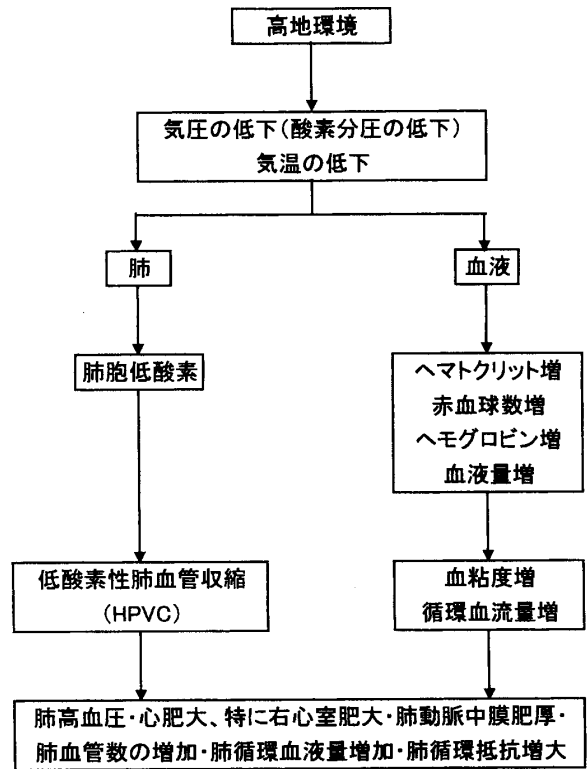 高地環境
気圧の低下(酸素分圧の低下)
気温の低下
肺
血液
肺胞低酸素
ヘマトクリット増
赤血球数増
ヘモグロビン増
血液量増
低酸素性肺血管収縮
(HPVC)
血粘度増
循環血流量増
肺高血圧・心肥大、特に右心室肥大・肺動脈中膜肥厚・
肺血管数の増加・肺循環血液量増加・肺循環抵抗増大